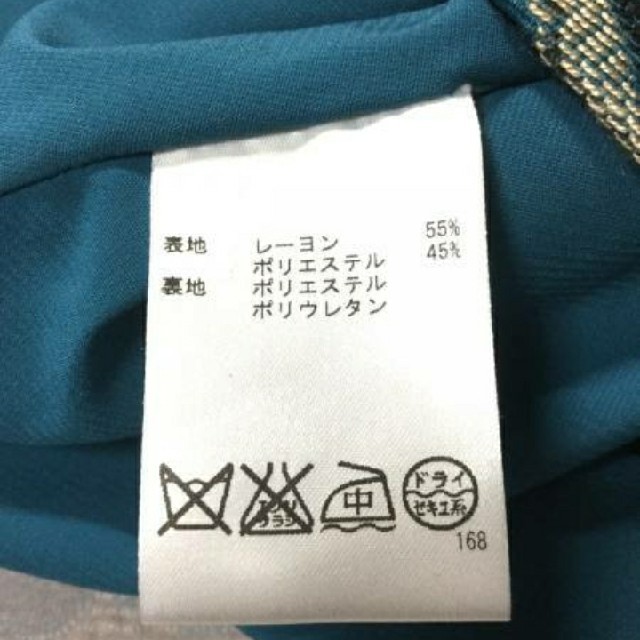 表地 レーヨン 55%
ポリエステル 45%
裏地 ポリエステル
ポリウレタン
中
ドライ
セキユ系
168